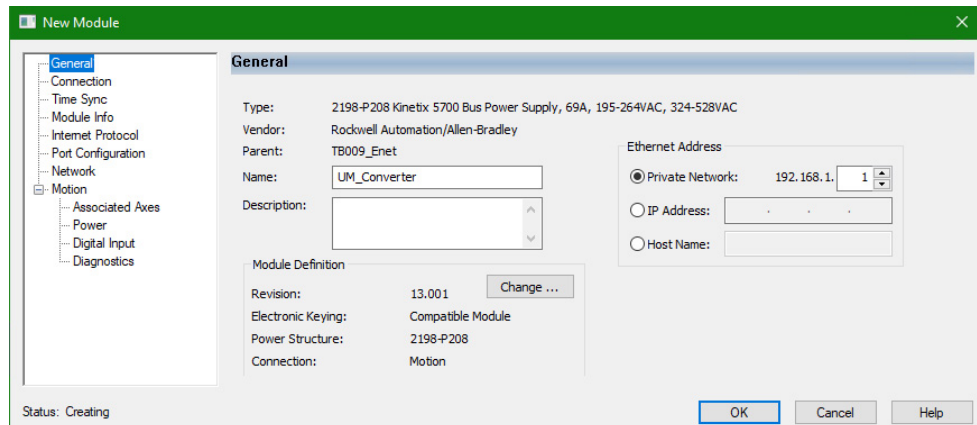 New Module
General
Connection
Time Sync
Module Info
Internet Protocol
Port Configuration
Network
Motion
Associated Axes
Power
Digital Input
Diagnostics
General
Type: 2198-P208 Kinetix 5700 Bus Power Supply, 69A, 195-264VAC, 324-528VAC
Vendor: Rockwell Automation/Allen-Bradley
Parent: TB009_Enet
Name: UM_Converter
Description:
Ethernet Address
Private Network: 192.168.1. 1
IP Address: . . .
Host Name:
Module Definition
Revision: 13.001 Change ...
Electronic Keying: Compatible Module
Power Structure: 2198-P208
Connection: Motion
Status: Creating
OK Cancel Help